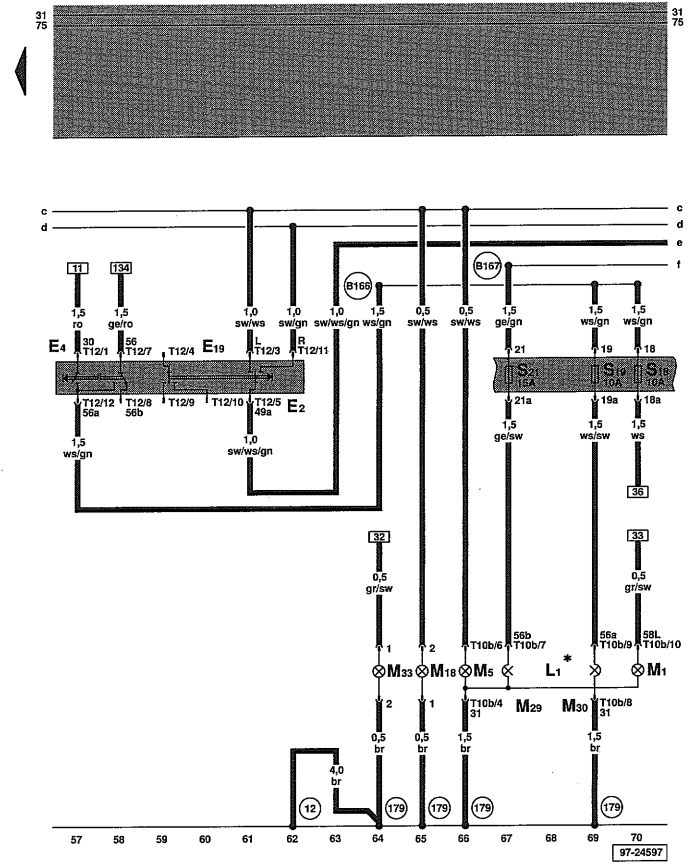 31 31
75 75
c c
d d
e
11 134 B166 B167 f
1,5 1,5 1,0 1,0 1,0 1,5 0,5 0,5 1,5 1,5 1,5
ro ge/ro sw/ws sw/gn sw/ws/gn ws/gn sw/ws sw/ws ge/gn ws/gn ws/gn
E4 30 56 E19 L R 21 19 18
T12/1 T12/7 T12/4 T12/3 T12/11
S21 S19 S18
15A 10A 10A
T12/12 T12/8 T12/9 T12/10 T12/5 E2 21a 19a 18a
56a 56b 49a
1,5 1,0 1,5 1,5 1,5
ws/gn sw/ws/gn ge/sw ws/sw ws
36
32 33
0,5 0,5
gr/sw gr/sw
56b 56a 58L
1 2 T10b/6 T10b/7 T10b/9 T10b/10
M33 M18 M5 L1* M1
2 1 T10b/4 M29 M30 T10b/8
31 31
0,5 0,5 1,5 1,5
br br br br
4,0
br
12 179 179 179 179
57 58 59 60 61 62 63 64 65 66 67 68 69 70
97-24597